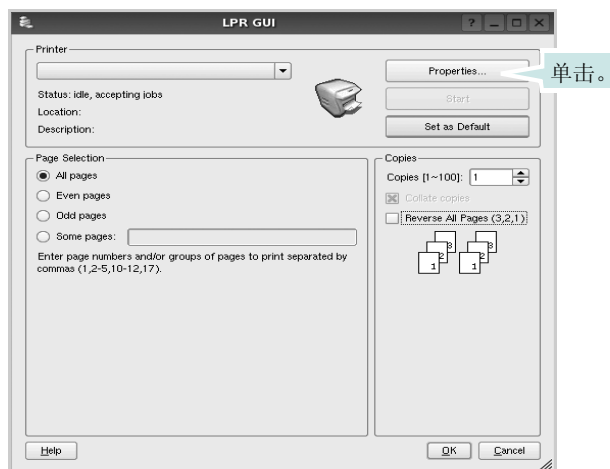 LPR GUI
Printer
Properties...
单击。
Status: idle, accepting jobs
Start
Location:
Description:
Set as Default
Page Selection
All pages
Even pages
Odd pages
Some pages:
Enter page numbers and/or groups of pages to print separated by
commas (1,2-5,10-12,17).
Copies
Copies [1~100]: 1
Collate copies
Reverse All Pages (3,2,1)
3 3
2 2
1 1
Help
OK
Cancel